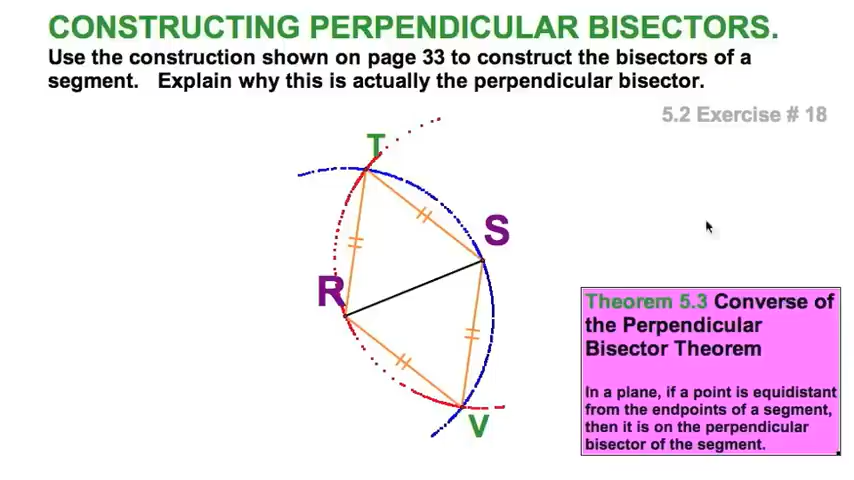 CONSTRUCTING PERPENDICULAR BISECTORS.
Use the construction shown on page 33 to construct the bisectors of a
segment. Explain why this is actually the perpendicular bisector.
5.2 Exercise # 18
T
S
R
V
Theorem 5.3 Converse of
the Perpendicular
Bisector Theorem
In a plane, if a point is equidistant
from the endpoints of a segment,
then it is on the perpendicular
bisector of the segment.